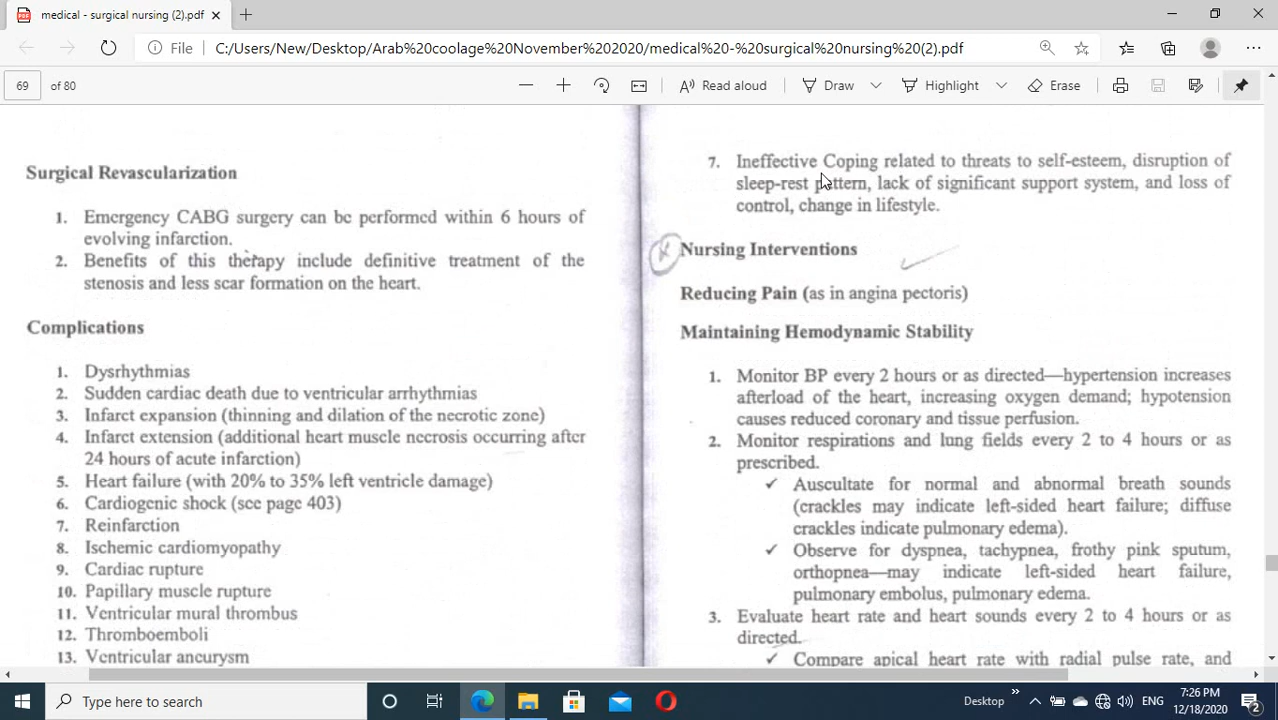 medical - surgical nursing (2).pdf
File
C:/Users/New/Desktop/Arab%20coolage%20November%202020/medical%20-%20surgical%20nursing%20(2).pdf
69 of 80
Read aloud
Draw
Highlight
Erase
Surgical Revascularization
1. Emergency CABG surgery can be performed within 6 hours of
evolving infarction.
2. Benefits of this therapy include definitive treatment of the
stenosis and less scar formation on the heart.
Complications
1. Dysrhythmias
2. Sudden cardiac death due to ventricular arrhythmias
3. Infarct expansion (thinning and dilation of the necrotic zone)
4. Infarct extension (additional heart muscle necrosis occurring after
24 hours of acute infarction)
5. Heart failure (with 20% to 35% left ventricle damage)
6. Cardiogenic shock (see page 403)
7. Reinfarction
8. Ischemic cardiomyopathy
9. Cardiac rupture
10. Papillary muscle rupture
11. Ventricular mural thrombus
12. Thromboemboli
13. Ventricular aneurysm
7. Ineffective Coping related to threats to self-esteem, disruption of
sleep-rest pattern, lack of significant support system, and loss of
control, change in lifestyle.
Nursing Interventions
Reducing Pain (as in angina pectoris)
Maintaining Hemodynamic Stability
1. Monitor BP every 2 hours or as directed—hypertension increases
afterload of the heart, increasing oxygen demand; hypotension
causes reduced coronary and tissue perfusion.
2. Monitor respirations and lung fields every 2 to 4 hours or as
prescribed.
✓ Auscultate for normal and abnormal breath sounds
(crackles may indicate left-sided heart failure; diffuse
crackles indicate pulmonary edema).
✓ Observe for dyspnea, tachypnea, frothy pink sputum,
orthopnea—may indicate left-sided heart failure,
pulmonary embolus, pulmonary edema.
3. Evaluate heart rate and heart sounds every 2 to 4 hours or as
directed.
✓ Compare apical heart rate with radial pulse rate, and
Type here to search
Desktop
ENG
7:26 PM
12/18/2020
2